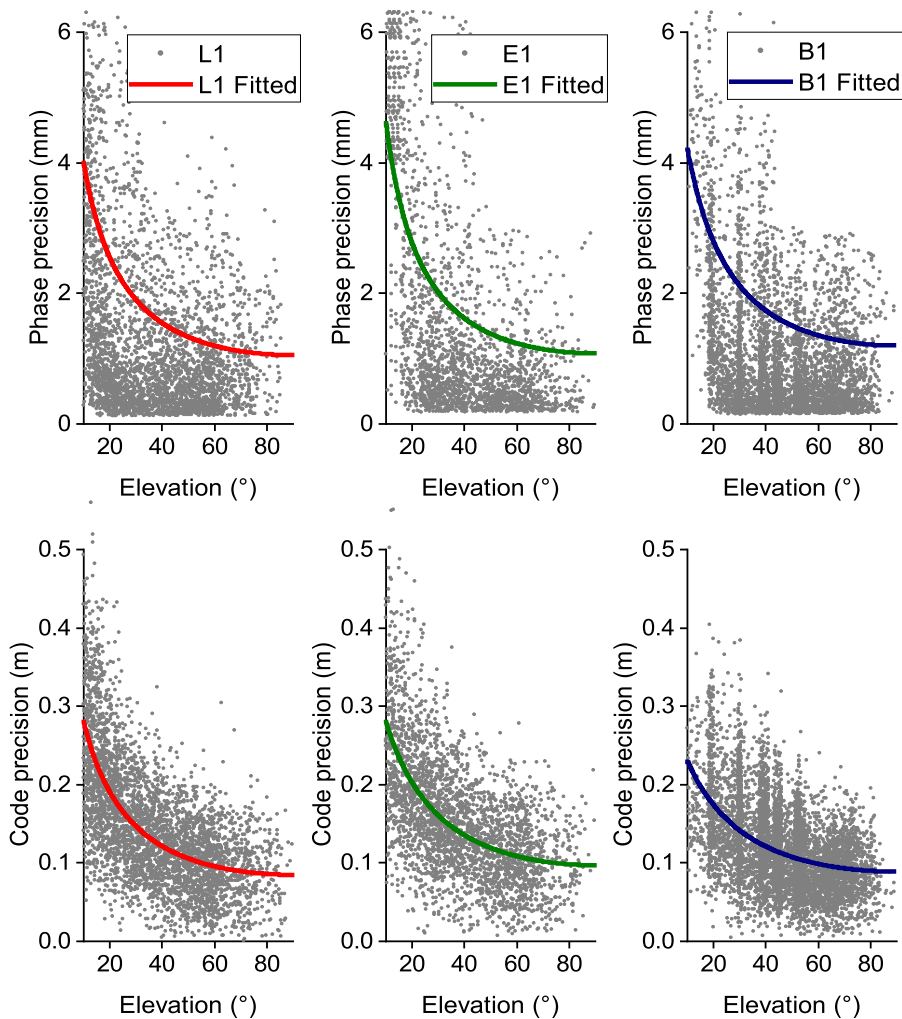 6
4
2
0
Phase precision (mm)
L1
L1 Fitted
20 40 60 80
Elevation (°)
6
4
2
0
Phase precision (mm)
E1
E1 Fitted
20 40 60 80
Elevation (°)
6
4
2
0
Phase precision (mm)
B1
B1 Fitted
20 40 60 80
Elevation (°)
0.5
0.4
0.3
0.2
0.1
0.0
Code precision (m)
20 40 60 80
Elevation (°)
0.5
0.4
0.3
0.2
0.1
0.0
Code precision (m)
20 40 60 80
Elevation (°)
0.5
0.4
0.3
0.2
0.1
0.0
Code precision (m)
20 40 60 80
Elevation (°)